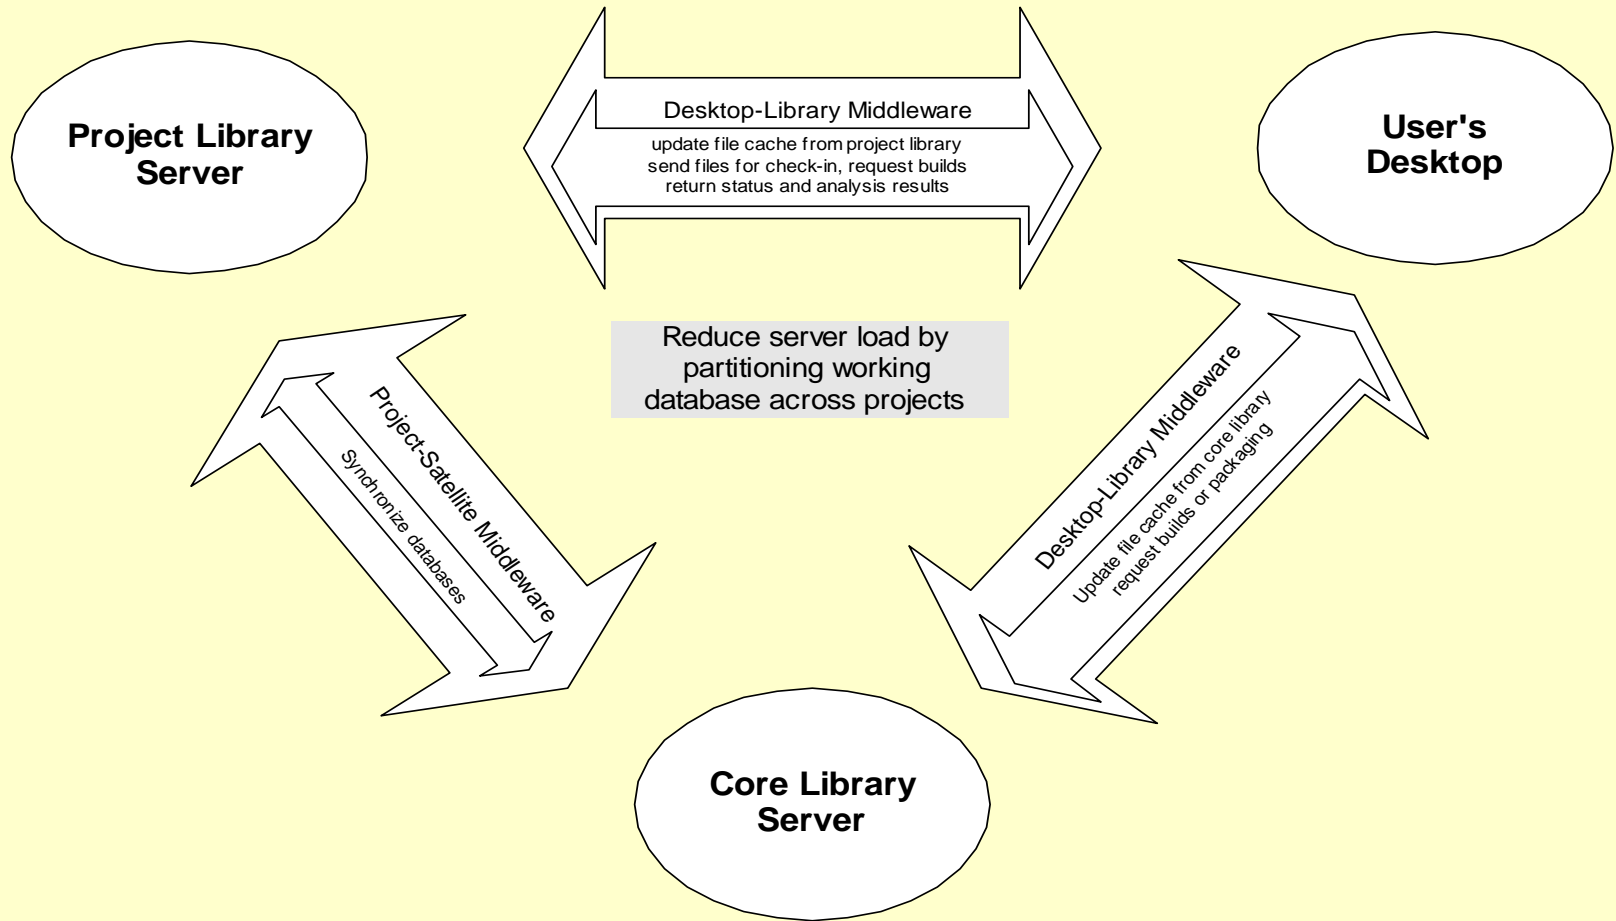 Project Library
Server
Desktop-Library Middleware
update file cache from project library
send files for check-in, request builds
return status and analysis results
User's
Desktop
Reduce server load by
partitioning working
database across projects
Project-Satellite Middleware
Synchronize databases
Desktop-Library Middleware
Update file cache from core library
request builds or packaging
Core Library
Server